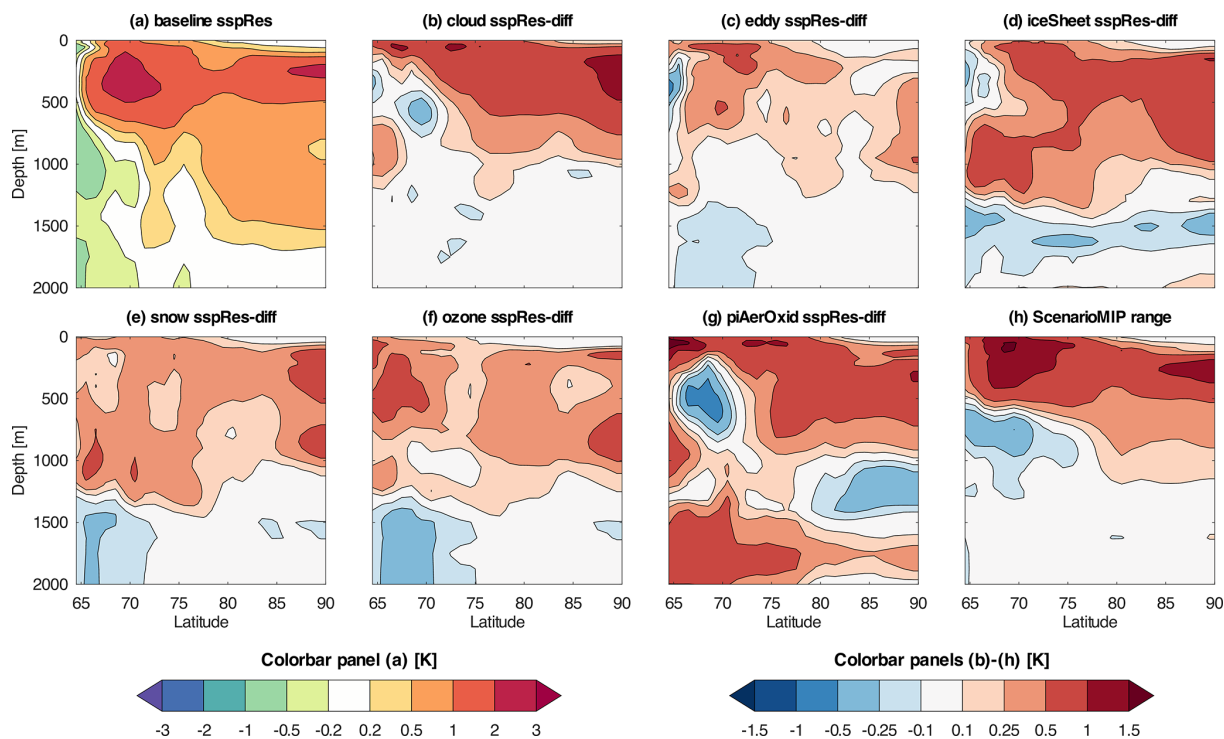 (a) baseline sspRes
(b) cloud sspRes-diff
(c) eddy sspRes-diff
(d) iceSheet sspRes-diff
0
500
1000
1500
2000
Depth [m]
(e) snow sspRes-diff
(f) ozone sspRes-diff
(g) piAerOxid sspRes-diff
(h) ScenarioMIP range
0
500
1000
1500
2000
Depth [m]
65 70 75 80 85 90
65 70 75 80 85 90
65 70 75 80 85 90
65 70 75 80 85 90
Latitude
Latitude
Latitude
Latitude
Colorbar panel (a) [K]
-3 -2 -1 -0.5 -0.2 0.2 0.5 1 2 3
Colorbar panels (b)-(h) [K]
-1.5 -1 -0.5 -0.25 -0.1 0.1 0.25 0.5 1 1.5